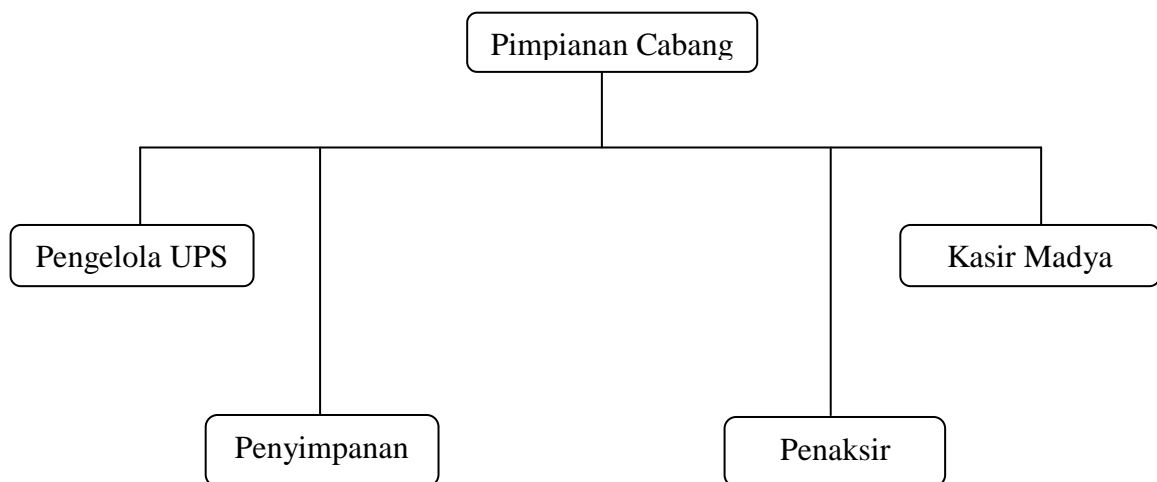 Pimpianan Cabang
Pengelola UPS
Kasir Madya
Penyimpanan
Penaksir